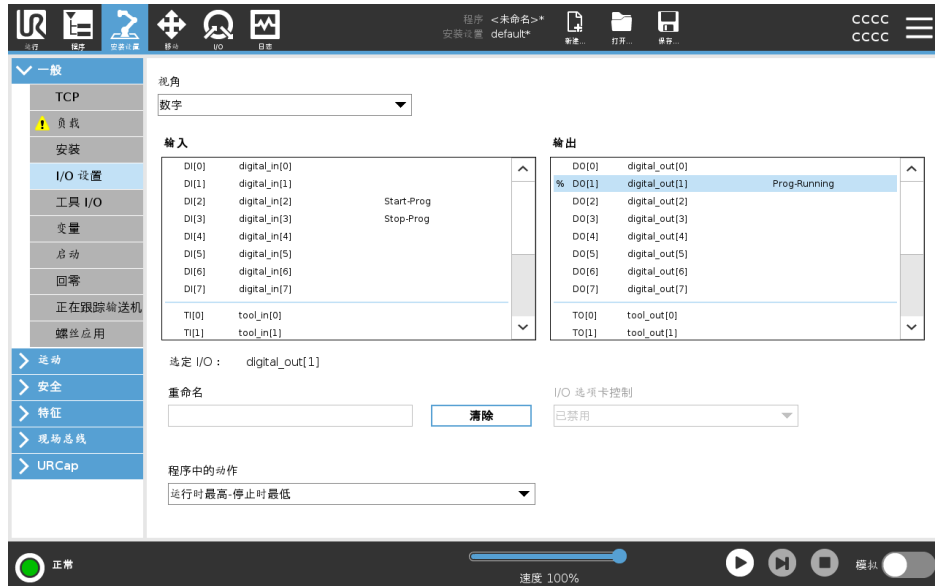 程序 <未命名>*
安装设置 default*
新建... 打开... 保存...
CCCC
CCCC
运行 程序 安装设置 移动 I/O 日志
一般
TCP
负载
安装
I/O 设置
工具 I/O
变量
启动
回零
正在跟踪输送机
螺丝应用
运动
安全
特征
现场总线
URCap
视角
数字
输入
DI[0] digital_in[0]
DI[1] digital_in[1]
DI[2] digital_in[2] Start-Prog
DI[3] digital_in[3] Stop-Prog
DI[4] digital_in[4]
DI[5] digital_in[5]
DI[6] digital_in[6]
DI[7] digital_in[7]
TI[0] tool_in[0]
TI[1] tool_in[1]
输出
DO[0] digital_out[0]
% DO[1] digital_out[1] Prog-Running
DO[2] digital_out[2]
DO[3] digital_out[3]
DO[4] digital_out[4]
DO[5] digital_out[5]
DO[6] digital_out[6]
DO[7] digital_out[7]
TO[0] tool_out[0]
TO[1] tool_out[1]
选定 I/O： digital_out[1]
重命名
清除
I/O 选项卡控制
已禁用
程序中的动作
运行时最高-停止时最低
正常
速度 100%
模拟